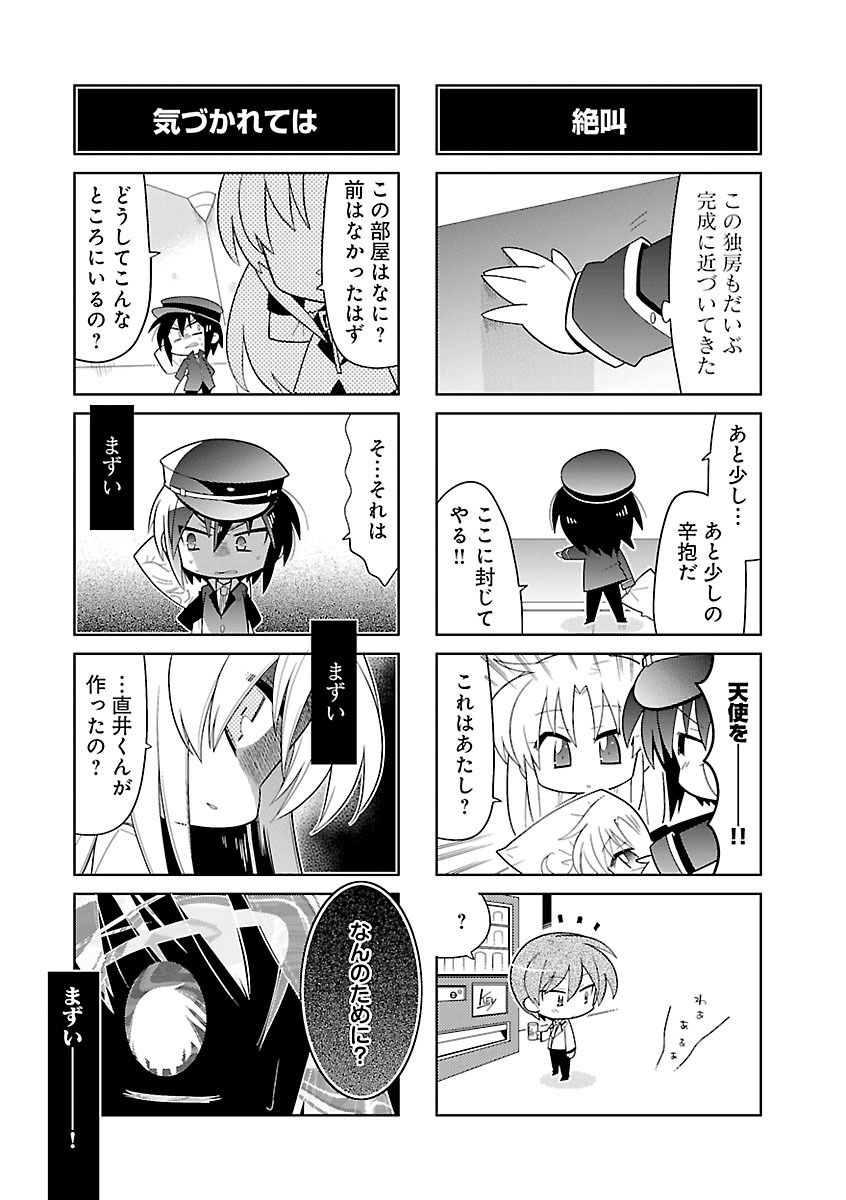 絶叫
この独房もだいぶ
完成に近づいてきた
あと少し…
あと少しの
辛抱だ
ここに封じて
やる!!
天使を――!!
これはあたし?
?
KEY
わぁ
あぁぁ
気づかれては
この部屋はなに?
前はなかったはず
どうしてこんな
ところにいるの?
そ…それは
まずい
まずい
…直井くんが
作ったの?
なんのために?
まずい――!